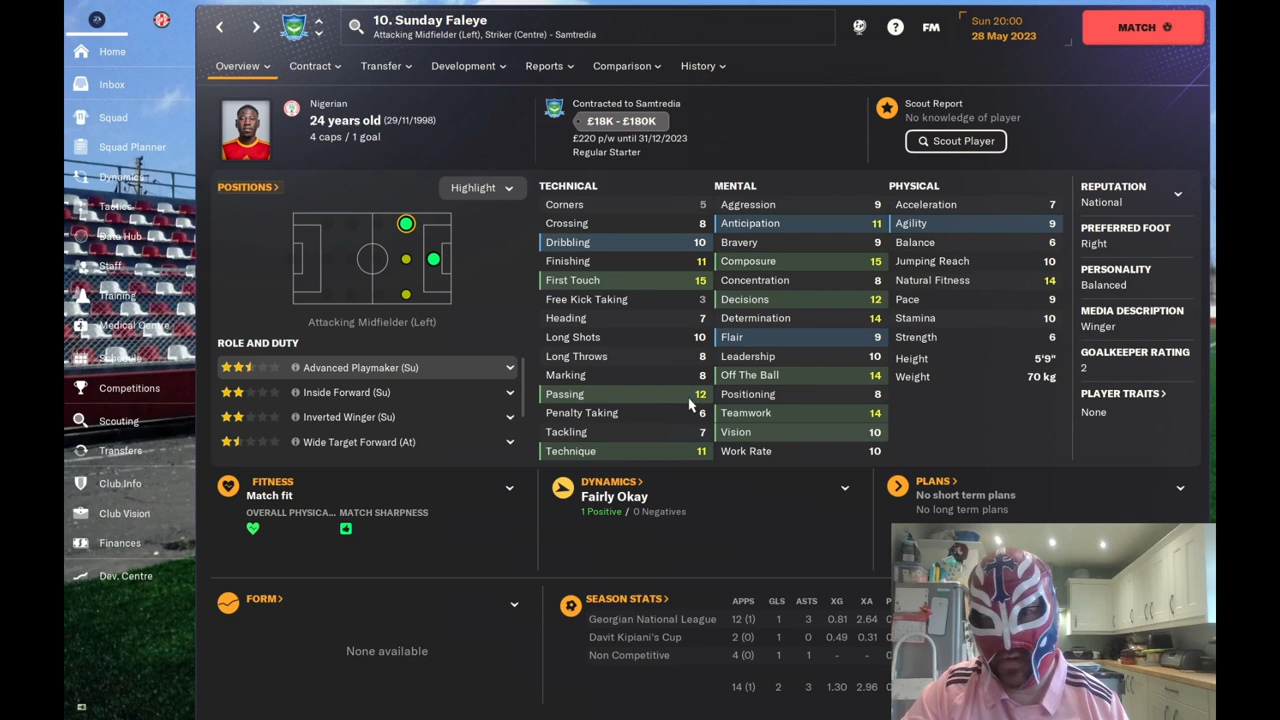 10. Sunday Faleye
Attacking Midfielder (Left), Striker (Centre) - Samtredia
?
FM
Sun 20:00
28 May 2023
MATCH
Home
Inbox
Squad
Squad Planner
Dynamics
Tactics
Data Hub
Staff
Training
Medical Centre
Schedule
Competitions
Scouting
Transfers
Club Info
Club Vision
Finances
Dev. Centre
Overview
Contract
Transfer
Development
Reports
Comparison
History
Nigerian
24 years old (29/11/1998)
4 caps / 1 goal
Contracted to Samtredia
£18K - £180K
£220 p/w until 31/12/2023
Regular Starter
Scout Report
No knowledge of player
Scout Player
POSITIONS >
Highlight
Attacking Midfielder (Left)
ROLE AND DUTY
Advanced Playmaker (Su)
Inside Forward (Su)
Inverted Winger (Su)
Wide Target Forward (At)
TECHNICAL
Corners 5
Crossing 8
Dribbling 10
Finishing 11
First Touch 15
Free Kick Taking 3
Heading 7
Long Shots 10
Long Throws 8
Marking 8
Passing 12
Penalty Taking 6
Tackling 7
Technique 11
MENTAL
Aggression 9
Anticipation 11
Bravery 9
Composure 15
Concentration 8
Decisions 12
Determination 14
Flair 9
Leadership 10
Off The Ball 14
Positioning 8
Teamwork 14
Vision 10
Work Rate 10
PHYSICAL
Acceleration 7
Agility 9
Balance 6
Jumping Reach 10
Natural Fitness 14
Pace 9
Stamina 10
Strength 6
Height 5'9"
Weight 70 kg
REPUTATION
National
PREFERRED FOOT
Right
PERSONALITY
Balanced
MEDIA DESCRIPTION
Winger
GOALKEEPER RATING
2
PLAYER TRAITS >
None
FITNESS
Match fit
OVERALL PHYSICA... MATCH SHARPNESS
DYNAMICS >
Fairly Okay
1 Positive / 0 Negatives
PLANS >
No short term plans
No long term plans
FORM >
None available
SEASON STATS >
APPS GLS ASTS XG XA P
Georgian National League 12 (1) 1 3 0.81 2.64
Davit Kipiani's Cup 2 (0) 1 0 0.49 0.31
Non Competitive 4 (0) 1 1 - -
14 (1) 2 3 1.30 2.96